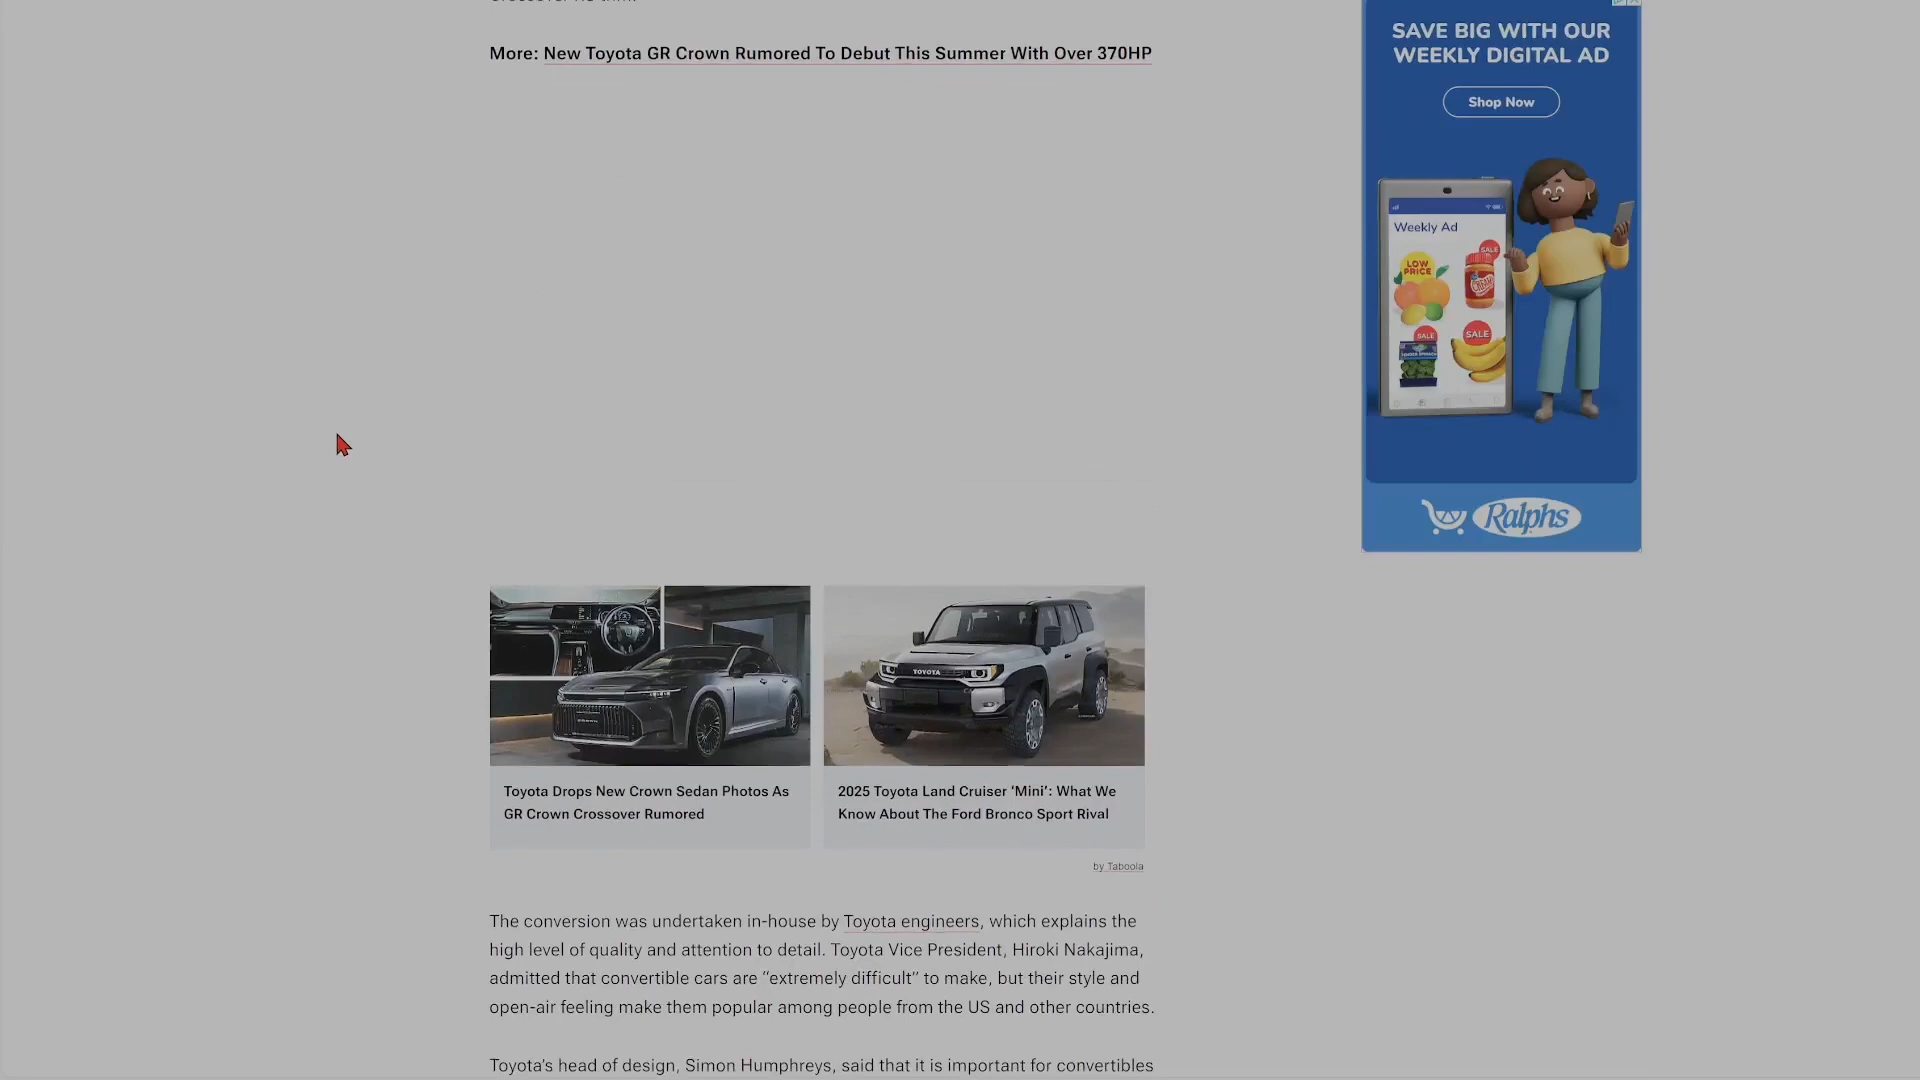 More: New Toyota GR Crown Rumored To Debut This Summer With Over 370HP
SAVE BIG WITH OUR
WEEKLY DIGITAL AD
Shop Now
Weekly Ad
SALE
LOW
PRICE
SALE
SALE
Ralphs
TOYOTA
Toyota Drops New Crown Sedan Photos As
GR Crown Crossover Rumored
2025 Toyota Land Cruiser ‘Mini’: What We
Know About The Ford Bronco Sport Rival
by Taboola
The conversion was undertaken in-house by Toyota engineers, which explains the
high level of quality and attention to detail. Toyota Vice President, Hiroki Nakajima,
admitted that convertible cars are “extremely difficult” to make, but their style and
open-air feeling make them popular among people from the US and other countries.
Toyota’s head of design, Simon Humphreys, said that it is important for convertibles